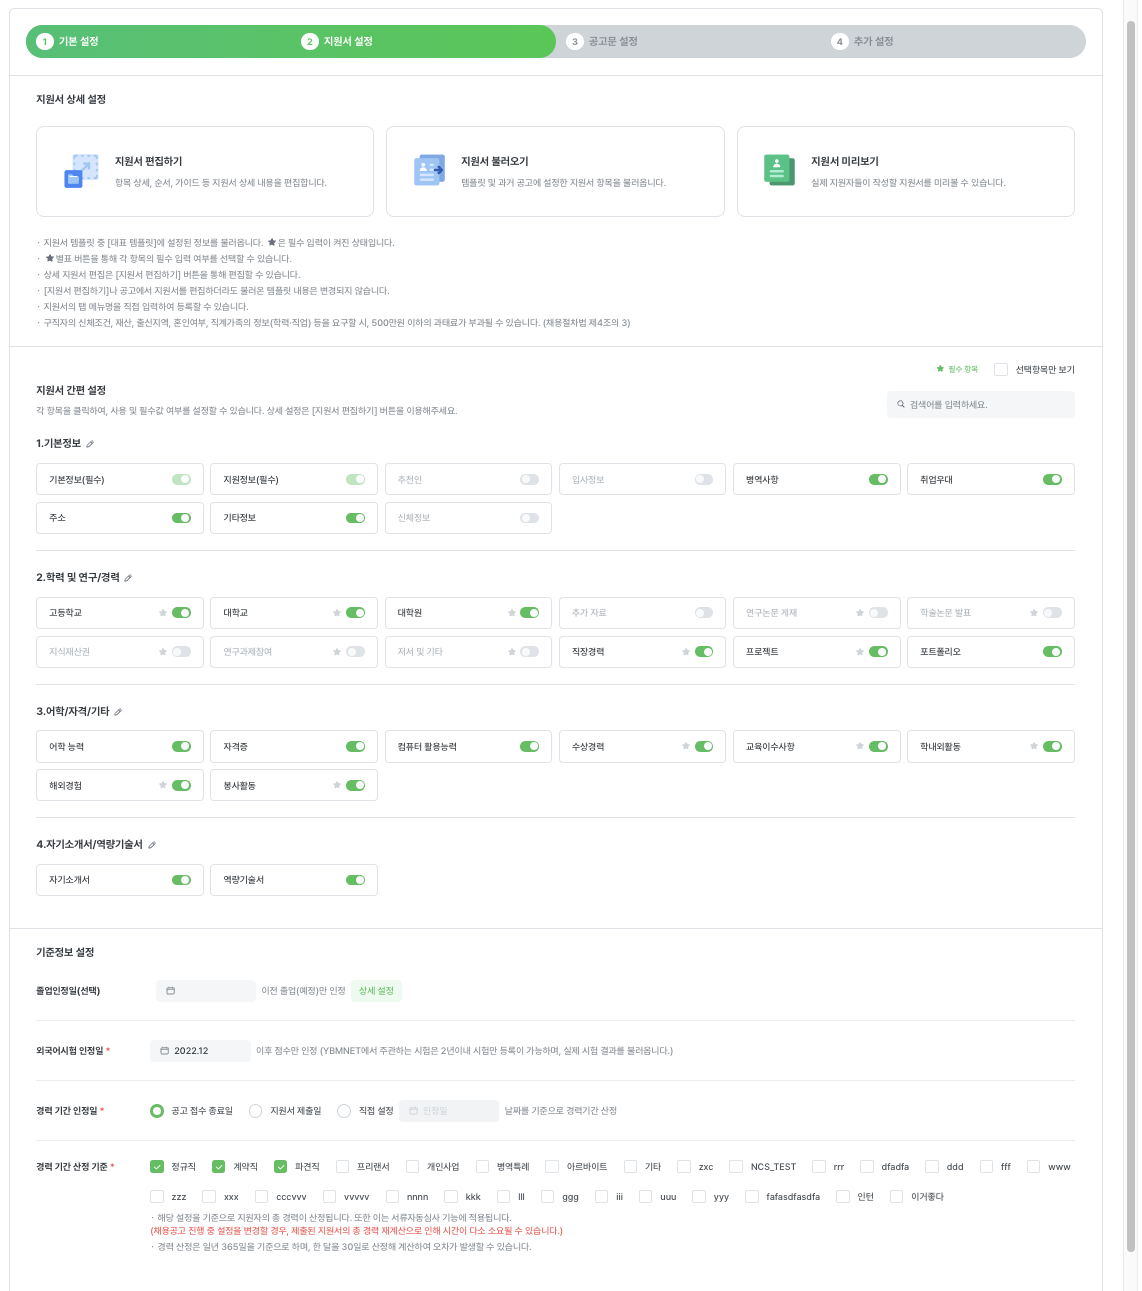 1 기본 설정 2 지원서 설정 3 공고문 설정 4 추가 설정
지원서 상세 설정
지원서 편집하기
항목 상세, 순서, 가이드 등 지원서 상세 내용을 편집합니다.
지원서 불러오기
템플릿 및 과거 공고에 설정한 지원서 항목을 불러옵니다.
지원서 미리보기
실제 지원자들이 작성할 지원서를 미리볼 수 있습니다.
· 지원서 템플릿 중 [대표 템플릿]에 설정된 정보를 불러옵니다. ★은 필수 입력이 켜진 상태입니다.
· ★별표 버튼을 통해 각 항목의 필수 입력 여부를 선택할 수 있습니다.
· 상세 지원서 편집은 [지원서 편집하기] 버튼을 통해 편집할 수 있습니다.
· [지원서 편집하기]나 공고에서 지원서를 편집하더라도 불러온 템플릿 내용은 변경되지 않습니다.
· 지원서의 탭 메뉴명을 직접 입력하여 등록할 수 있습니다.
· 구직자의 신체조건, 재산, 출신지역, 혼인여부, 직계가족의 정보(학력·직업) 등을 요구할 시, 500만원 이하의 과태료가 부과될 수 있습니다. (채용절차법 제4조의 3)
★ 필수 항목 선택항목만 보기
지원서 간편 설정
각 항목을 클릭하여, 사용 및 필수값 여부를 설정할 수 있습니다. 상세 설정은 [지원서 편집하기] 버튼을 이용해주세요.
검색어를 입력하세요.
1.기본정보
기본정보(필수) 지원정보(필수) 추천인 입사정보 병역사항 취업우대
주소 기타정보 신체정보
2.학력 및 연구/경력
고등학교 대학교 대학원 추가 자료 연구논문 게재 학술논문 발표
지식재산권 연구과제참여 저서 및 기타 직장경력 프로젝트 포트폴리오
3.어학/자격/기타
어학 능력 자격증 컴퓨터 활용능력 수상경력 교육이수사항 학내외활동
해외경험 봉사활동
4.자기소개서/역량기술서
자기소개서 역량기술서
기준정보 설정
졸업인정일(선택) 이전 졸업(예정)만 인정 상세 설정
외국어시험 인정일 * 2022.12 이후 점수만 인정 (YBMNET에서 주관하는 시험은 2년이내 시험만 등록이 가능하며, 실제 시험 결과를 불러옵니다.)
경력 기간 인정일 * 공고 접수 종료일 지원서 제출일 직접 설정 인정일 날짜를 기준으로 경력기간 산정
경력 기간 산정 기준 * 정규직 계약직 파견직 프리랜서 개인사업 병역특례 아르바이트 기타 zxc NCS_TEST rrr dfadfa ddd fff www
zzz xxx cccvvv vvvvv nnnn kkk lll ggg iii uuu yyy fafasdfasdfa 인턴 이거좋다
· 해당 설정을 기준으로 지원자의 총 경력이 산정됩니다. 또한 이는 서류자동심사 기능에 적용됩니다.
(채용공고 진행 중 설정을 변경할 경우, 제출된 지원서의 총 경력 재계산으로 인해 시간이 다소 소요될 수 있습니다.)
· 경력 산정은 일년 365일을 기준으로 하며, 한 달을 30일로 산정해 계산하여 오차가 발생할 수 있습니다.